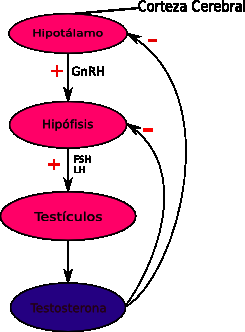 Corteza Cerebral
Hipotálamo
−
+ GnRH
Hipófisis
−
+ FSH
LH
Testículos
Testosterona